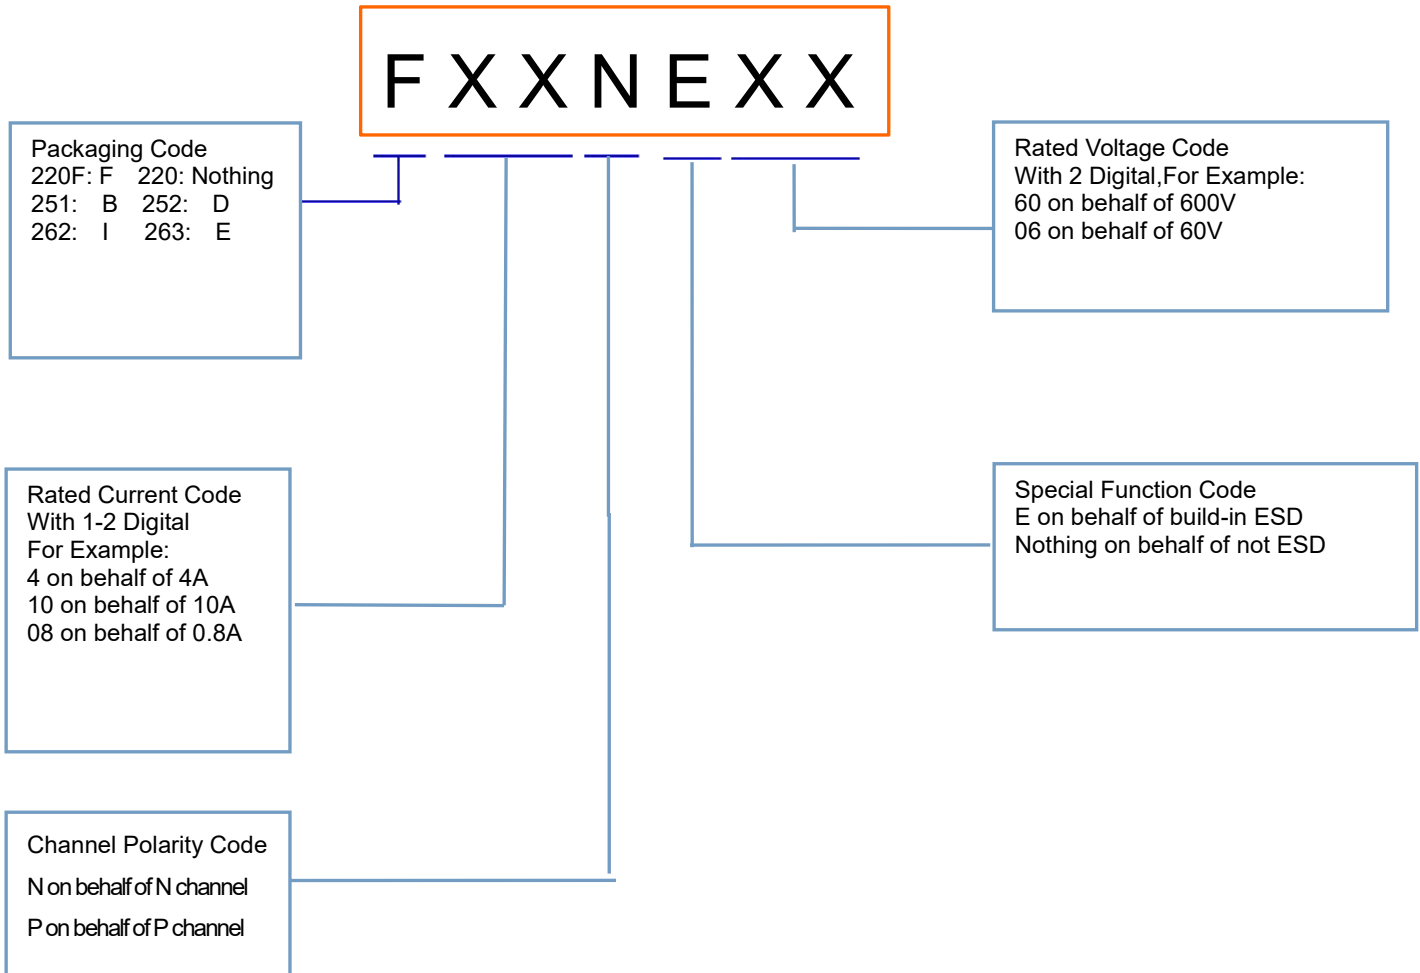 F X X N E X X
Packaging Code
220F: F 220: Nothing
251: B 252: D
262: I 263: E
Rated Voltage Code
With 2 Digital,For Example:
60 on behalf of 600V
06 on behalf of 60V
Rated Current Code
With 1-2 Digital
For Example:
4 on behalf of 4A
10 on behalf of 10A
08 on behalf of 0.8A
Special Function Code
E on behalf of build-in ESD
Nothing on behalf of not ESD
Channel Polarity Code
N on behalf of N channel
P on behalf of P channel